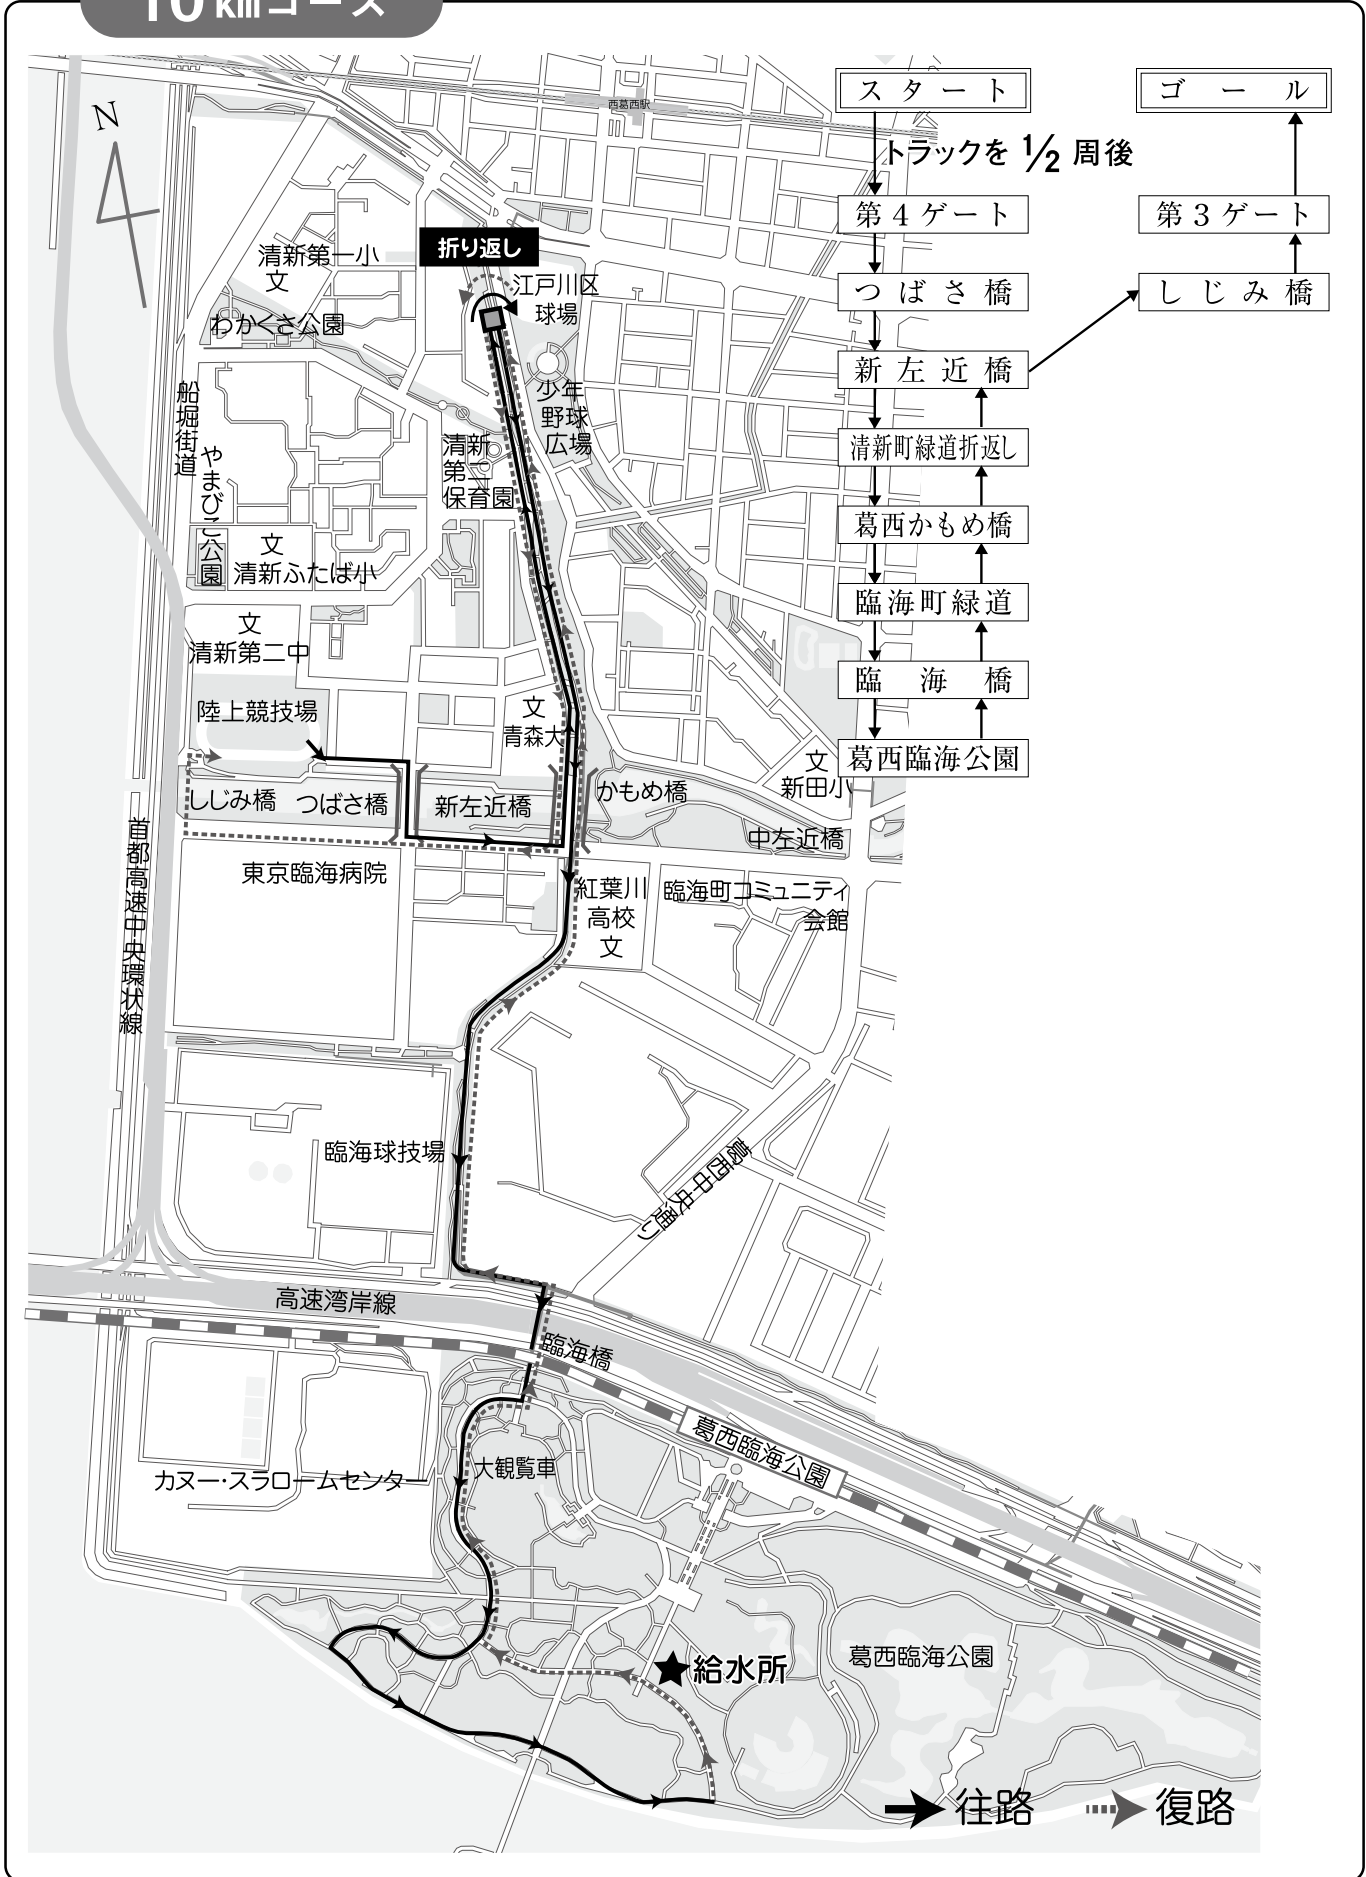 10kmコース
N
西葛西駅
スタート
トラックを 1/2 周後
第4ゲート
つばさ橋
新左近橋
清新町緑道折返し
葛西かもめ橋
臨海町緑道
臨海橋
葛西臨海公園
ゴール
第3ゲート
しじみ橋
折り返し
清新第一小
文
江戸川区
球場
わかくさ公園
少年
野球
広場
船堀街道
やまびこ公園
清新
第二
保育園
文
清新ふたば小
文
清新第二中
陸上競技場
文
青森大
文
新田小
しじみ橋
つばさ橋
新左近橋
かもめ橋
中左近橋
首都高速中央環状線
東京臨海病院
紅葉川
高校
文
臨海町コミュニティ
会館
臨海球技場
葛西中央通り
高速湾岸線
臨海橋
葛西臨海公園
大観覧車
カヌー・スラロームセンター
★給水所
葛西臨海公園
往路
復路